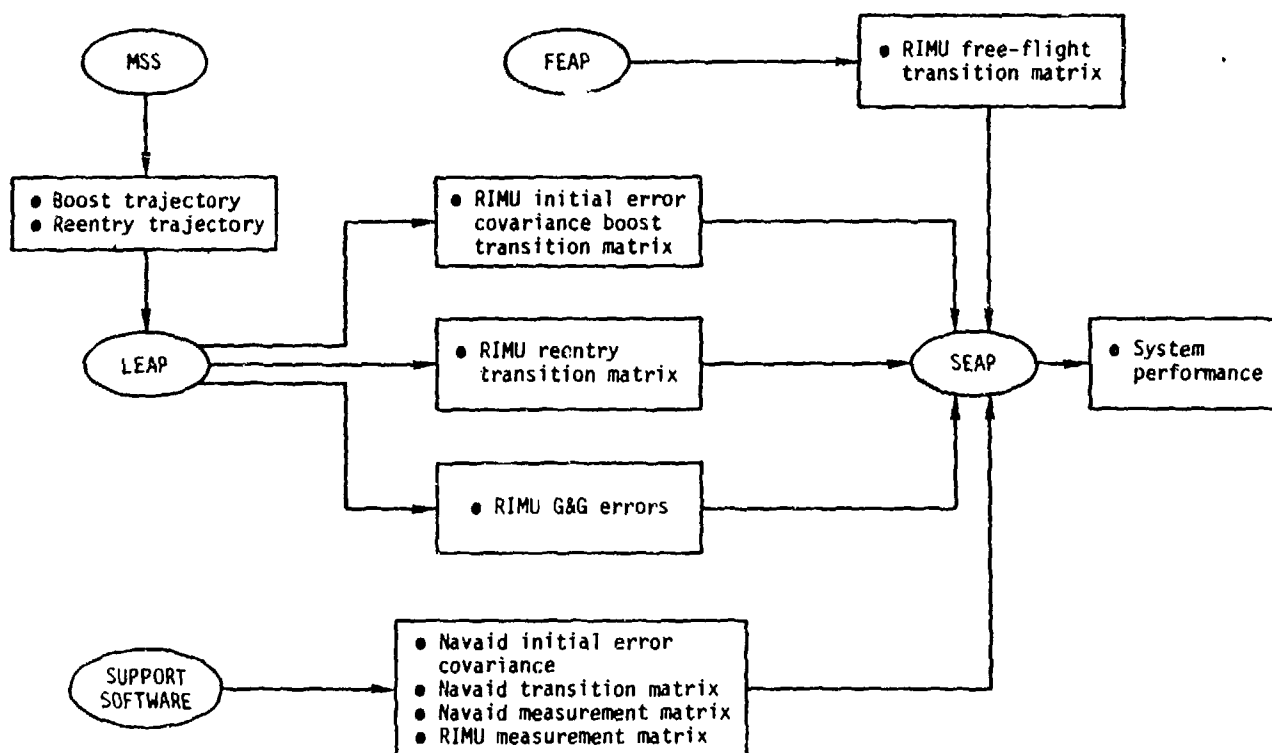 MSS
FEAP
● RIMU free-flight
transition matrix
● Boost trajectory
● Reentry trajectory
● RIMU initial error
covariance boost
transition matrix
LEAP
● RIMU reentry
transition matrix
SEAP
● System
performance
● RIMU G&G errors
SUPPORT
SOFTWARE
● Navaid initial error
covariance
● Navaid transition matrix
● Navaid measurement matrix
● RIMU measurement matrix